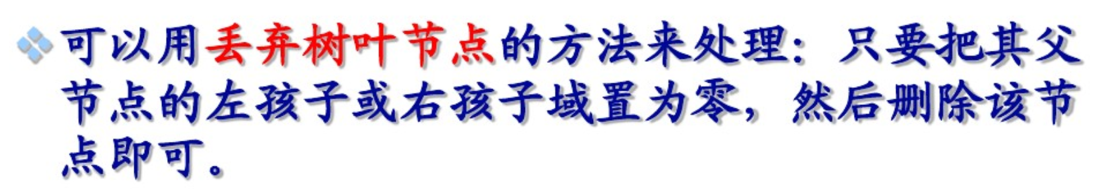 可以用丢弃树叶节点的方法来处理：只要把其父
节点的左孩子或右孩子域置为零，然后删除该节
点即可。